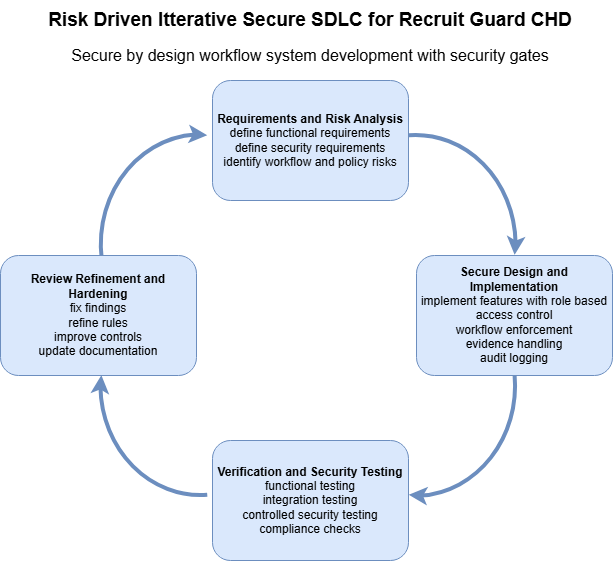 Risk Driven Itterative Secure SDLC for Recruit Guard CHD
Secure by design workflow system development with security gates
Requirements and Risk Analysis
define functional requirements
define security requirements
identify workflow and policy risks
Secure Design and
Implementation
implement features with role based
access control
workflow enforcement
evidence handling
audit logging
Verification and Security Testing
functional testing
integration testing
controlled security testing
compliance checks
Review Refinement and
Hardening
fix findings
refine rules
improve controls
update documentation